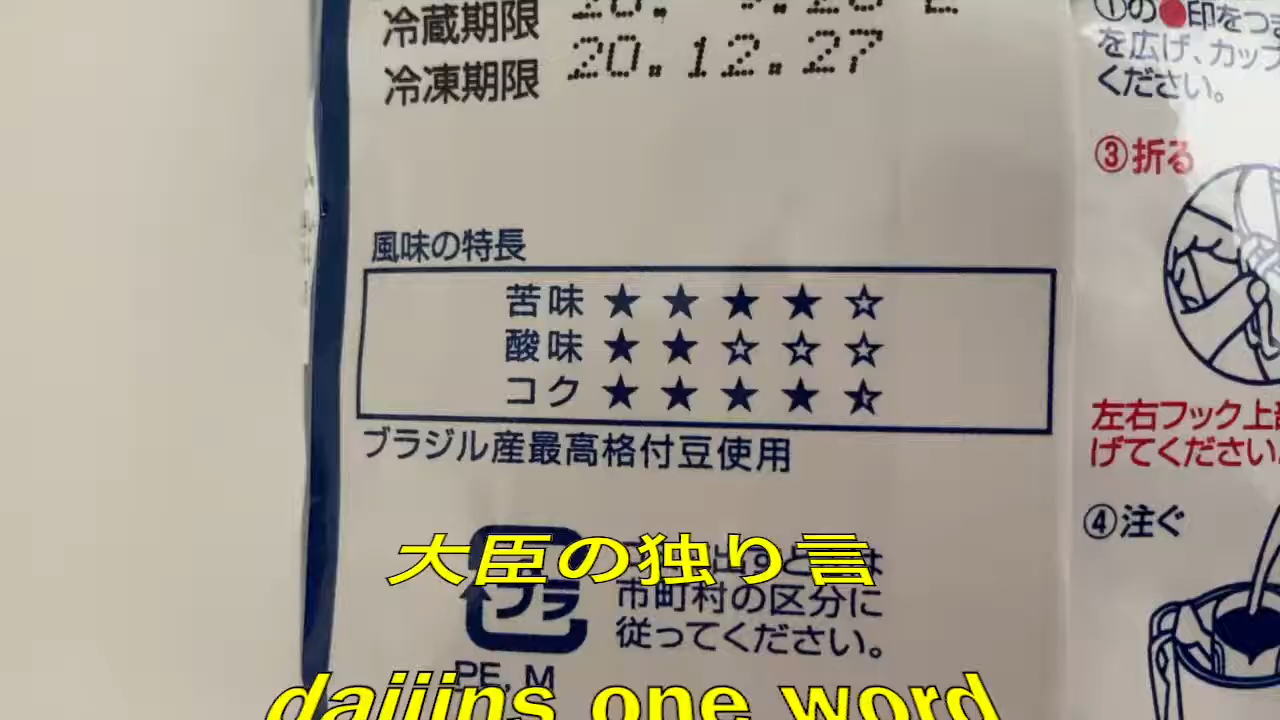 冷蔵期限
冷凍期限 20.12.27
風味の特長
苦味 ★★★★☆
酸味 ★★☆☆☆
コク ★★★★
ブラジル産最高格付豆使用
プラ
市町村の区分に
従ってください。
PE, M
①の●印をつま
を広げ、カップ
ください。
③折る
左右フック上
げてください
④注ぐ
大臣の独り言
daijins one word